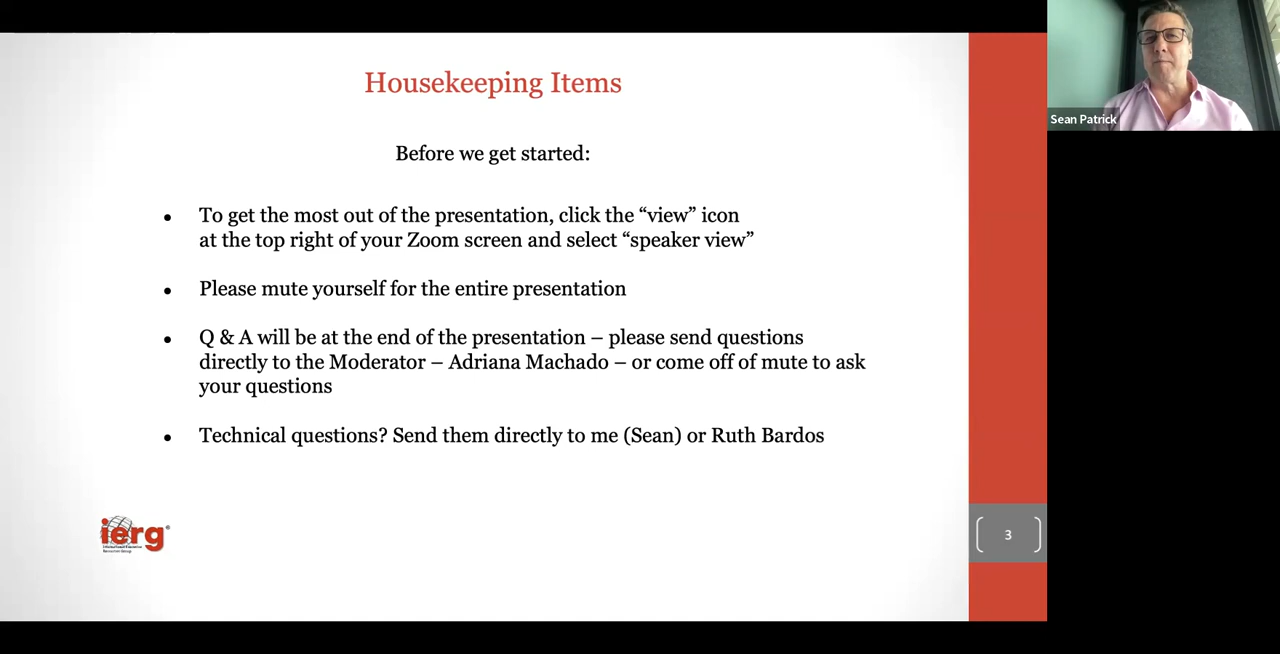 Housekeeping Items
Before we get started:
• To get the most out of the presentation, click the “view” icon
at the top right of your Zoom screen and select “speaker view”
• Please mute yourself for the entire presentation
• Q & A will be at the end of the presentation – please send questions
directly to the Moderator – Adriana Machado – or come off of mute to ask
your questions
• Technical questions? Send them directly to me (Sean) or Ruth Bardos
ierg®
International Executive
Resources Group
3
Sean Patrick